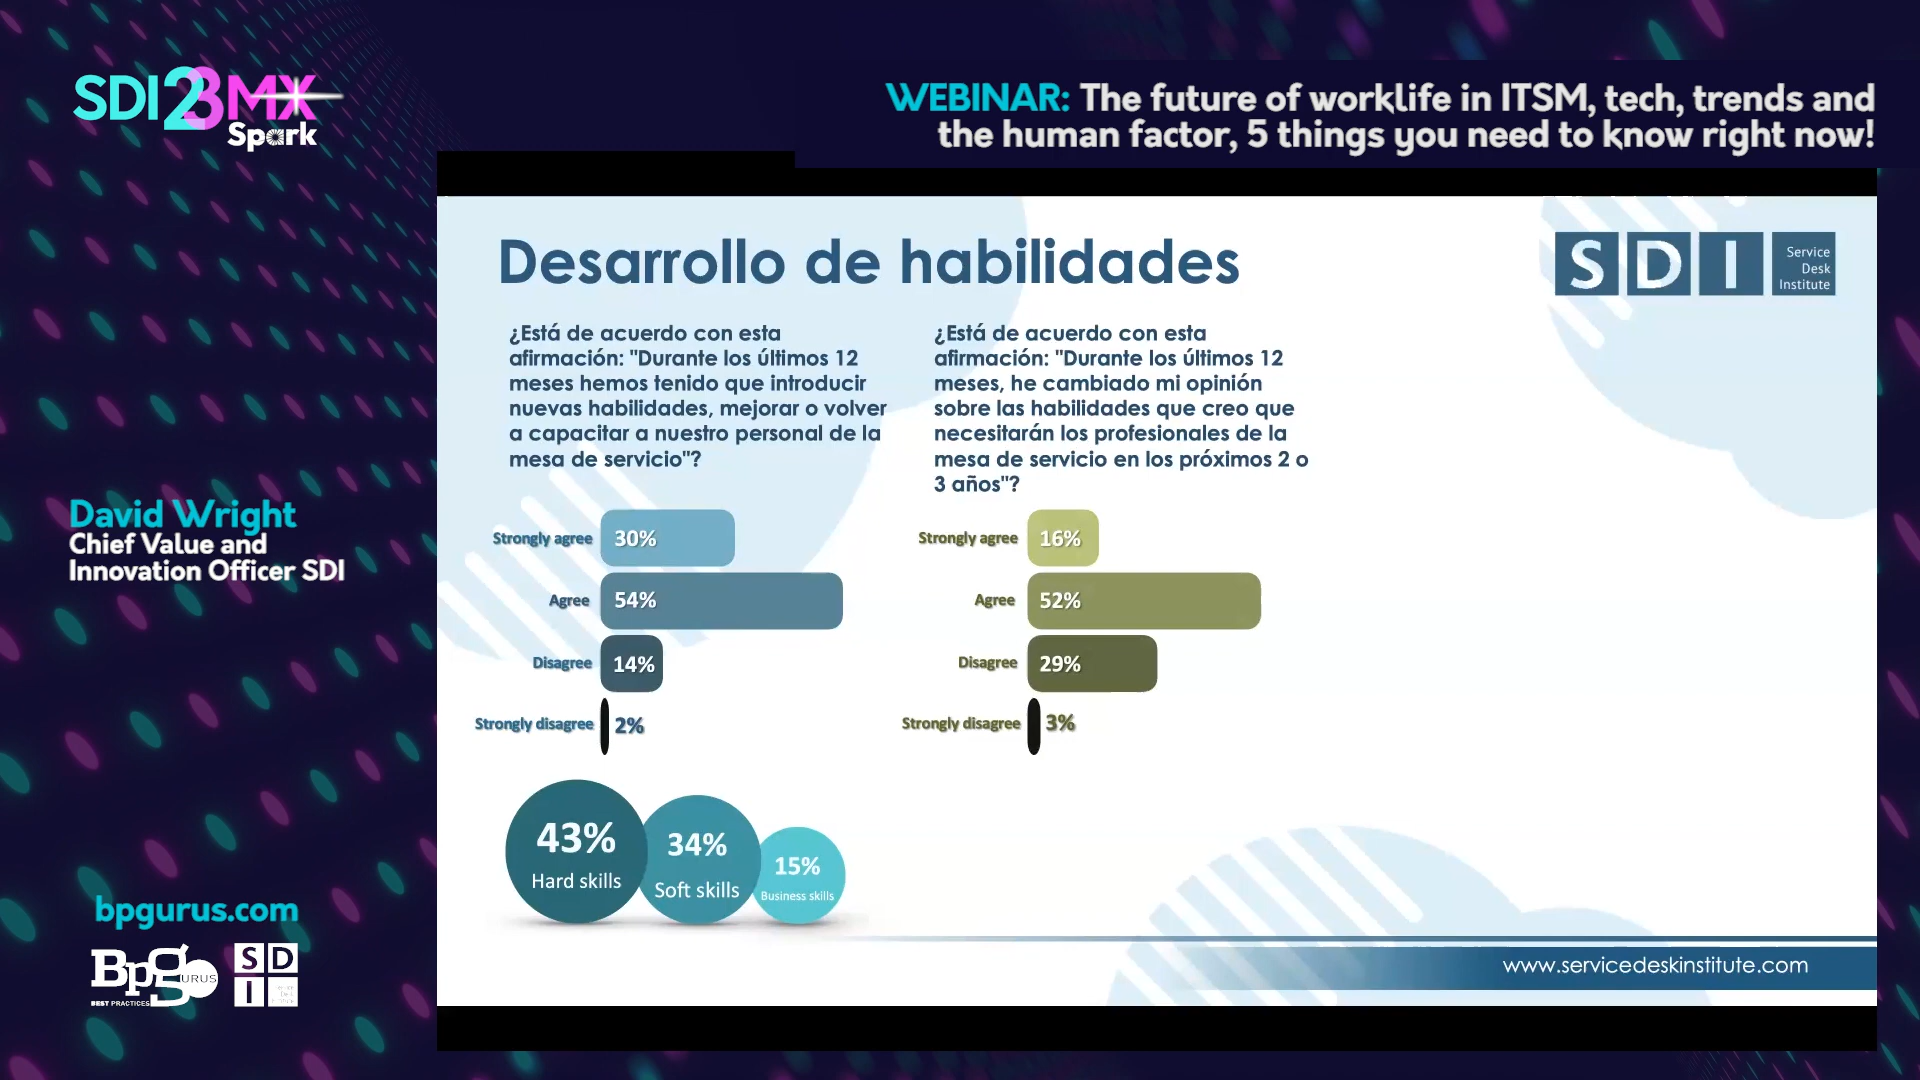 SDI23MX
Spark
WEBINAR: The future of worklife in ITSM, tech, trends and
the human factor, 5 things you need to know right now!
Desarrollo de habilidades
S D I
Service
Desk
Institute
¿Está de acuerdo con esta
afirmación: "Durante los últimos 12
meses hemos tenido que introducir
nuevas habilidades, mejorar o volver
a capacitar a nuestro personal de la
mesa de servicio"?
Strongly agree 30%
Agree 54%
Disagree 14%
Strongly disagree 2%
¿Está de acuerdo con esta
afirmación: "Durante los últimos 12
meses, he cambiado mi opinión
sobre las habilidades que creo que
necesitarán los profesionales de la
mesa de servicio en los próximos 2 o
3 años"?
Strongly agree 16%
Agree 52%
Disagree 29%
Strongly disagree 3%
43%
Hard skills
34%
Soft skills
15%
Business skills
www.servicedeskinstitute.com
David Wright
Chief Value and
Innovation Officer SDI
bpgurus.com
BpGURUS
BEST PRACTICES
S D
I